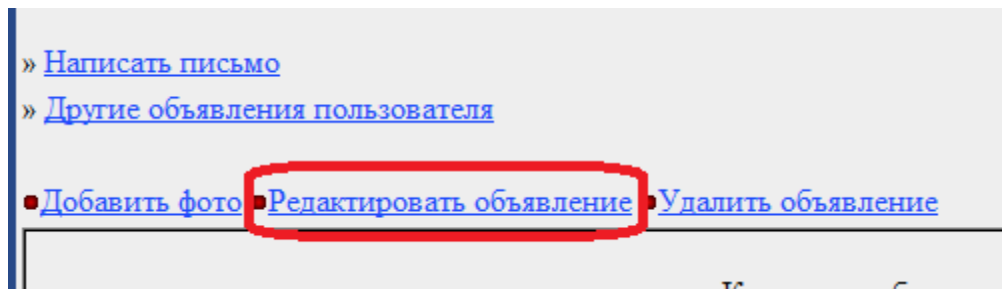 » Написать письмо
» Другие объявления пользователя
Добавить фото Редактировать объявление Удалить объявление